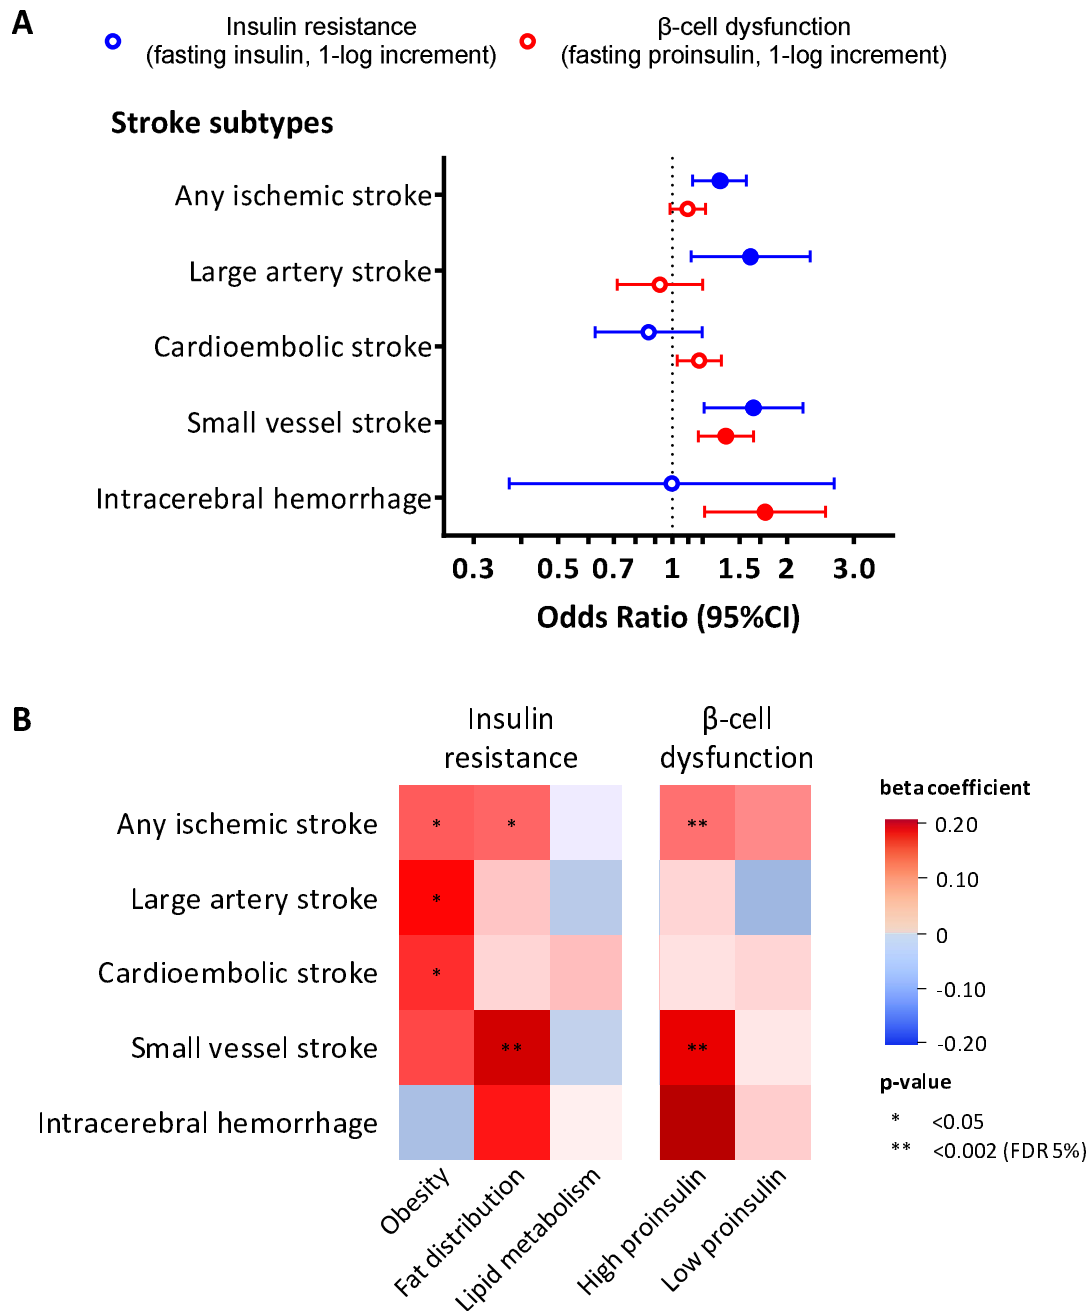 A
Insulin resistance
(fasting insulin, 1-log increment)
β-cell dysfunction
(fasting proinsulin, 1-log increment)
Stroke subtypes
Any ischemic stroke
Large artery stroke
Cardioembolic stroke
Small vessel stroke
Intracerebral hemorrhage
0.3 0.5 0.7 1 1.5 2 3.0
Odds Ratio (95%CI)
B
Insulin
resistance
β-cell
dysfunction
Any ischemic stroke * * **
Large artery stroke *
Cardioembolic stroke *
Small vessel stroke ** **
Intracerebral hemorrhage
Obesity
Fat distribution
Lipid metabolism
High proinsulin
Low proinsulin
beta coefficient
0.20
0.10
0
-0.10
-0.20
p-value
* <0.05
** <0.002 (FDR 5%)